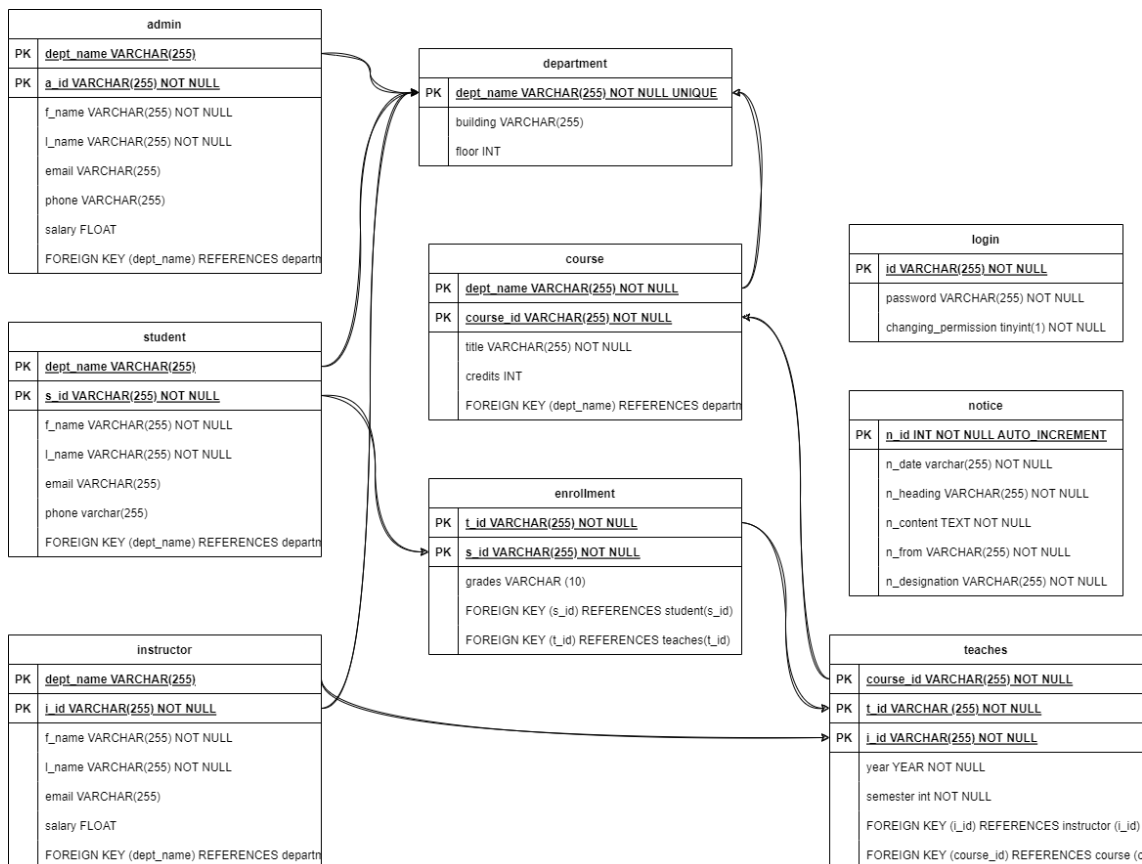 admin
PK dept_name VARCHAR(255)
PK a_id VARCHAR(255) NOT NULL
f_name VARCHAR(255) NOT NULL
l_name VARCHAR(255) NOT NULL
email VARCHAR(255)
phone VARCHAR(255)
salary FLOAT
FOREIGN KEY (dept_name) REFERENCES departn
department
PK dept_name VARCHAR(255) NOT NULL UNIQUE
building VARCHAR(255)
floor INT
course
PK dept_name VARCHAR(255) NOT NULL
PK course_id VARCHAR(255) NOT NULL
title VARCHAR(255) NOT NULL
credits INT
FOREIGN KEY (dept_name) REFERENCES departn
login
PK id VARCHAR(255) NOT NULL
password VARCHAR(255) NOT NULL
changing_permission tinyint(1) NOT NULL
student
PK dept_name VARCHAR(255)
PK s_id VARCHAR(255) NOT NULL
f_name VARCHAR(255) NOT NULL
l_name VARCHAR(255) NOT NULL
email VARCHAR(255)
phone varchar(255)
FOREIGN KEY (dept_name) REFERENCES departn
notice
PK n_id INT NOT NULL AUTO_INCREMENT
n_date varchar(255) NOT NULL
n_heading VARCHAR(255) NOT NULL
n_content TEXT NOT NULL
n_from VARCHAR(255) NOT NULL
n_designation VARCHAR(255) NOT NULL
enrollment
PK t_id VARCHAR(255) NOT NULL
PK s_id VARCHAR(255) NOT NULL
grades VARCHAR (10)
FOREIGN KEY (s_id) REFERENCES student(s_id)
FOREIGN KEY (t_id) REFERENCES teaches(t_id)
instructor
PK dept_name VARCHAR(255)
PK i_id VARCHAR(255) NOT NULL
f_name VARCHAR(255) NOT NULL
l_name VARCHAR(255) NOT NULL
email VARCHAR(255)
salary FLOAT
FOREIGN KEY (dept_name) REFERENCES departn
teaches
PK course_id VARCHAR(255) NOT NULL
PK t_id VARCHAR (255) NOT NULL
PK i_id VARCHAR(255) NOT NULL
year YEAR NOT NULL
semester int NOT NULL
FOREIGN KEY (i_id) REFERENCES instructor (i_id)
FOREIGN KEY (course_id) REFERENCES course (c